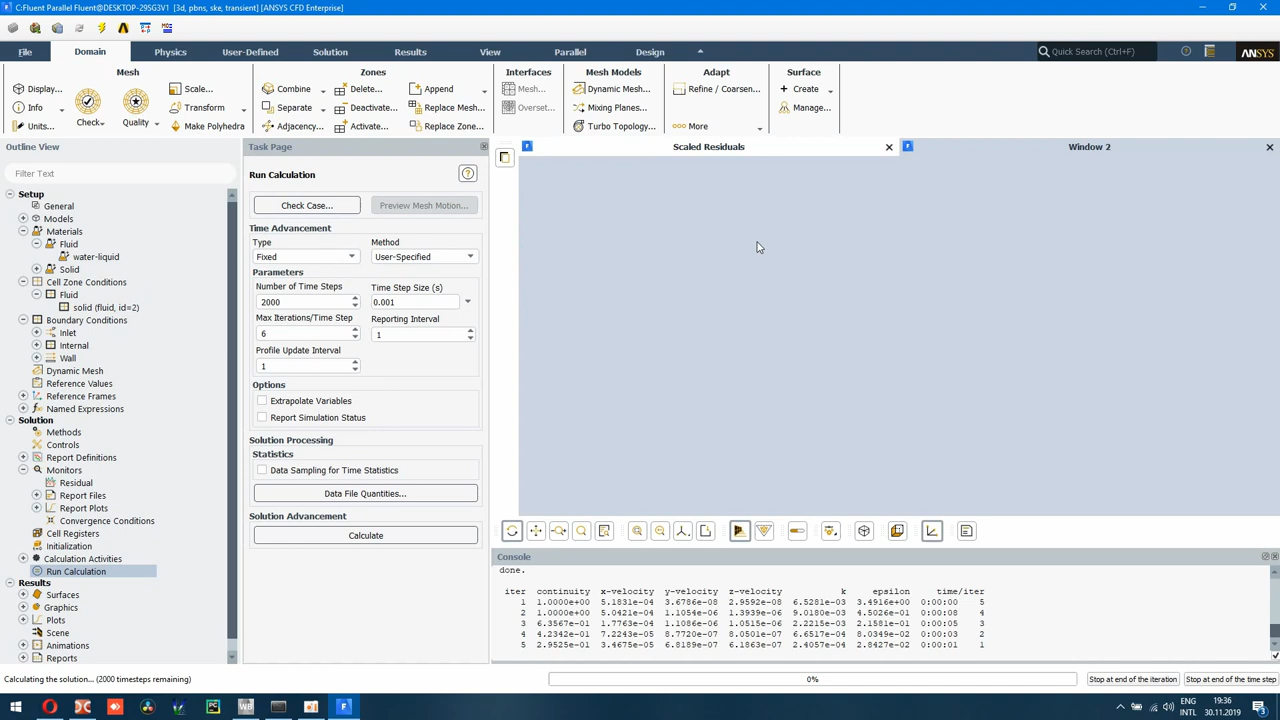 C:Fluent Parallel Fluent@DESKTOP-29SG3V1 [3d, pbns, ske, transient] [ANSYS CFD Enterprise]
File Domain Physics User-Defined Solution Results View Parallel Design Quick Search (Ctrl+F) ANSYS
Mesh Zones Interfaces Mesh Models Adapt Surface
Display... Scale... Combine Delete... Append Mesh... Dynamic Mesh... Refine / Coarsen... Create
Info Check Quality Transform Separate Deactivate... Replace Mesh... Overset... Mixing Planes... Manage...
Units... Make Polyhedra Adjacency... Activate... Replace Zone... Turbo Topology... More
Outline View
Filter Text
Setup
General
Models
Materials
Fluid
water-liquid
Solid
Cell Zone Conditions
Fluid
solid (fluid, id=2)
Boundary Conditions
Inlet
Internal
Wall
Dynamic Mesh
Reference Values
Reference Frames
Named Expressions
Solution
Methods
Controls
Report Definitions
Monitors
Residual
Report Files
Report Plots
Convergence Conditions
Cell Registers
Initialization
Calculation Activities
Run Calculation
Results
Surfaces
Graphics
Plots
Scene
Animations
Reports
Task Page
Run Calculation
Check Case... Preview Mesh Motion...
Time Advancement
Type Method
Fixed User-Specified
Parameters
Number of Time Steps Time Step Size (s)
2000 0.001
Max Iterations/Time Step Reporting Interval
6 1
Profile Update Interval
1
Options
Extrapolate Variables
Report Simulation Status
Solution Processing
Statistics
Data Sampling for Time Statistics
Data File Quantities...
Solution Advancement
Calculate
Scaled Residuals Window 2
Console
done.
iter continuity x-velocity y-velocity z-velocity k epsilon time/iter
1 1.0000e+00 5.1831e-04 3.6786e-08 2.9592e-08 6.5281e-03 3.4916e+00 0:00:00 5
2 1.0000e+00 5.0421e-04 1.1054e-06 1.3939e-06 9.0180e-03 4.5026e-01 0:00:08 4
3 6.3567e-01 1.7763e-04 1.1086e-06 1.0515e-06 2.2215e-03 2.1581e-01 0:00:05 3
4 4.2342e-01 7.2243e-05 8.7720e-07 8.0501e-07 6.6517e-04 8.0349e-02 0:00:03 2
5 2.9525e-01 3.4675e-05 6.8189e-07 6.1863e-07 2.4057e-04 2.8427e-02 0:00:01 1
Calculating the solution... (2000 timesteps remaining) 0% Stop at end of the iteration Stop at end of the time step
ENG
INTL
19:36
30.11.2019